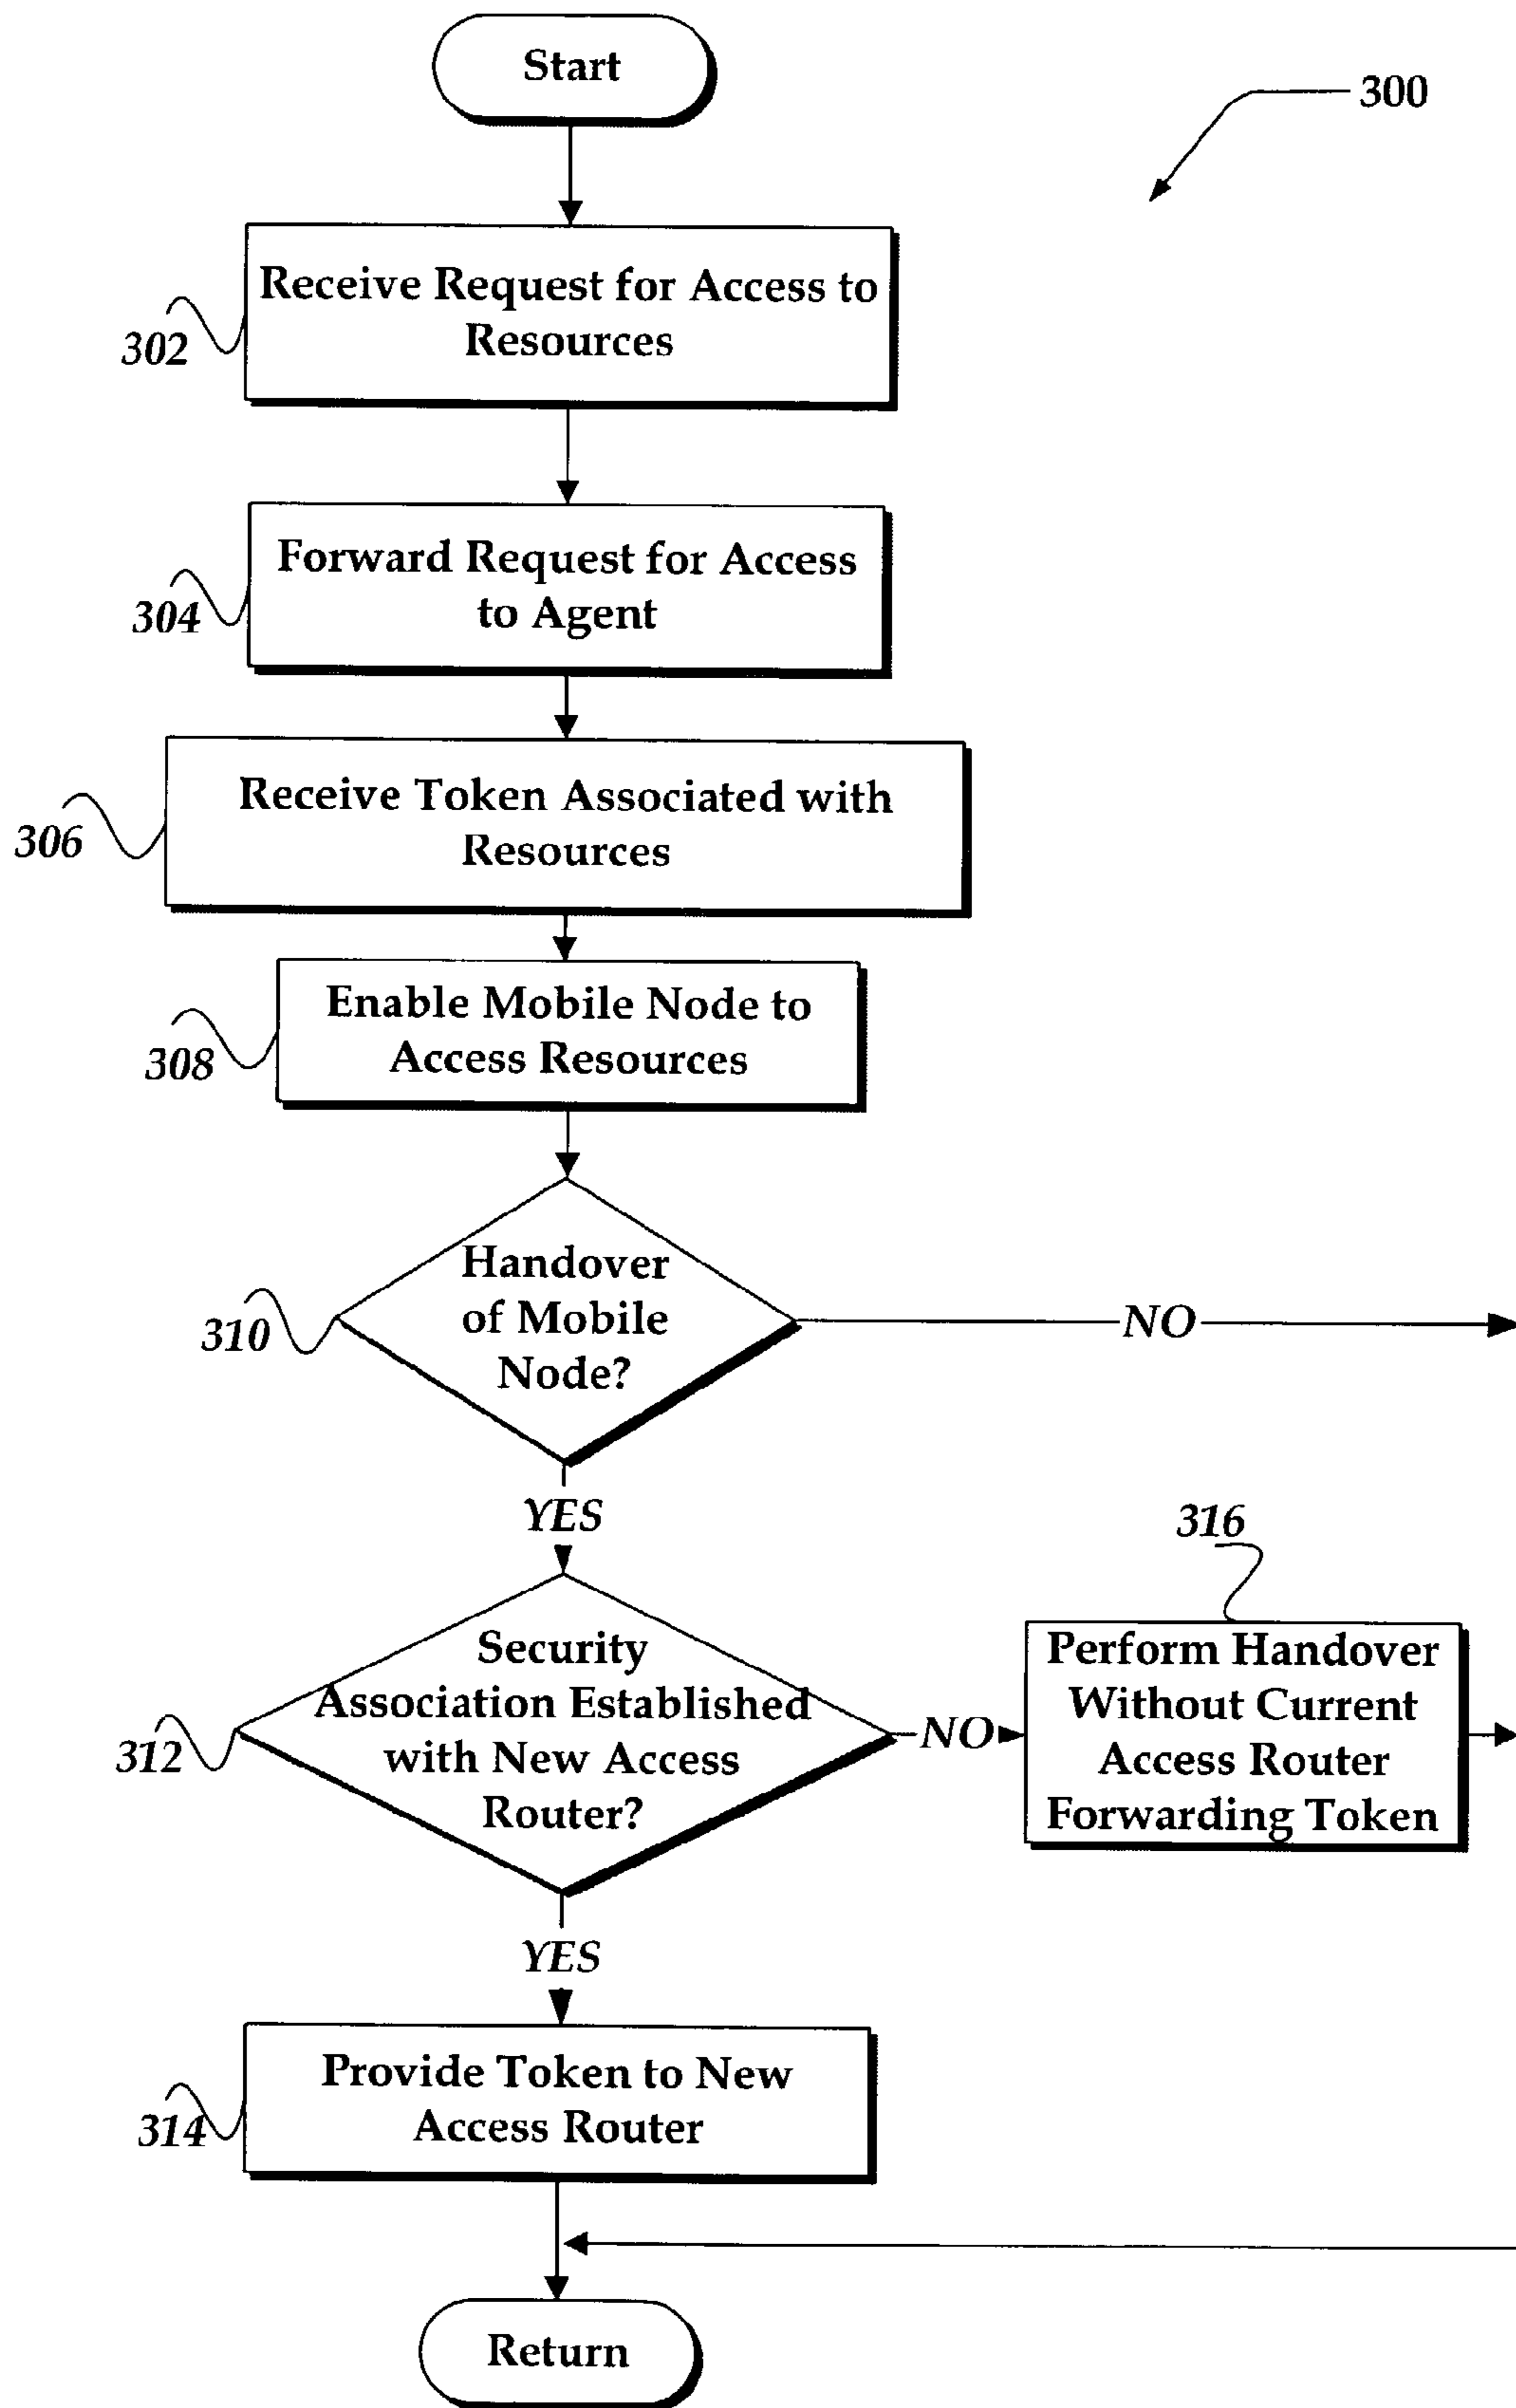 Start
300
Receive Request for Access to
Resources
302
Forward Request for Access
to Agent
304
Receive Token Associated with
Resources
306
Enable Mobile Node to
Access Resources
308
Handover
of Mobile
Node?
310
NO
YES
316
Security
Association Established
with New Access
Router?
312
NO
Perform Handover
Without Current
Access Router
Forwarding Token
YES
Provide Token to New
Access Router
314
Return